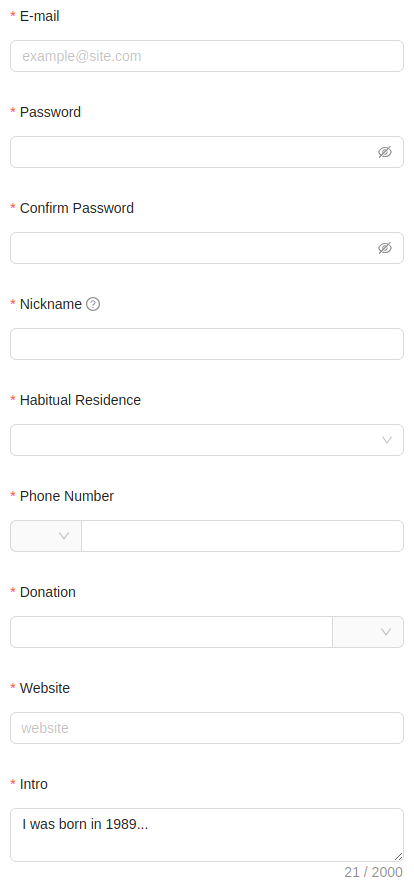 * E-mail
example@site.com
* Password
* Confirm Password
* Nickname ?
* Habitual Residence
* Phone Number
* Donation
* Website
website
* Intro
I was born in 1989...
21 / 2000